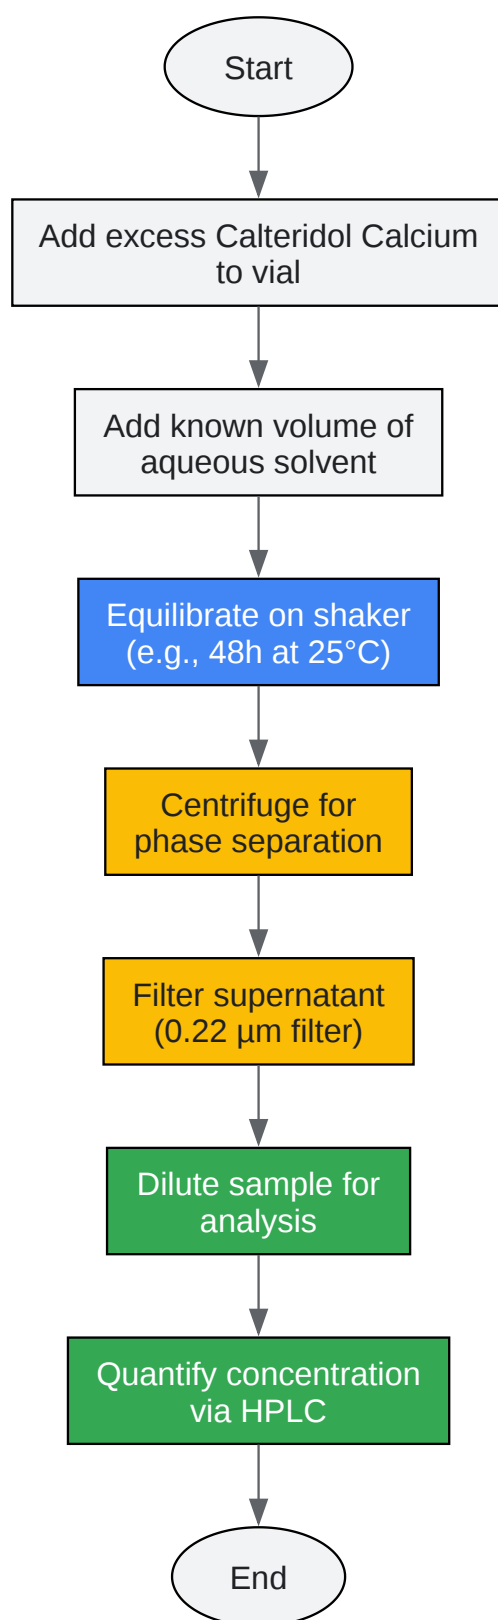 Start
Add excess Calteridol Calcium
to vial
Add known volume of
aqueous solvent
Equilibrate on shaker
(e.g., 48h at 25°C)
Centrifuge for
phase separation
Filter supernatant
(0.22 µm filter)
Dilute sample for
analysis
Quantify concentration
via HPLC
End